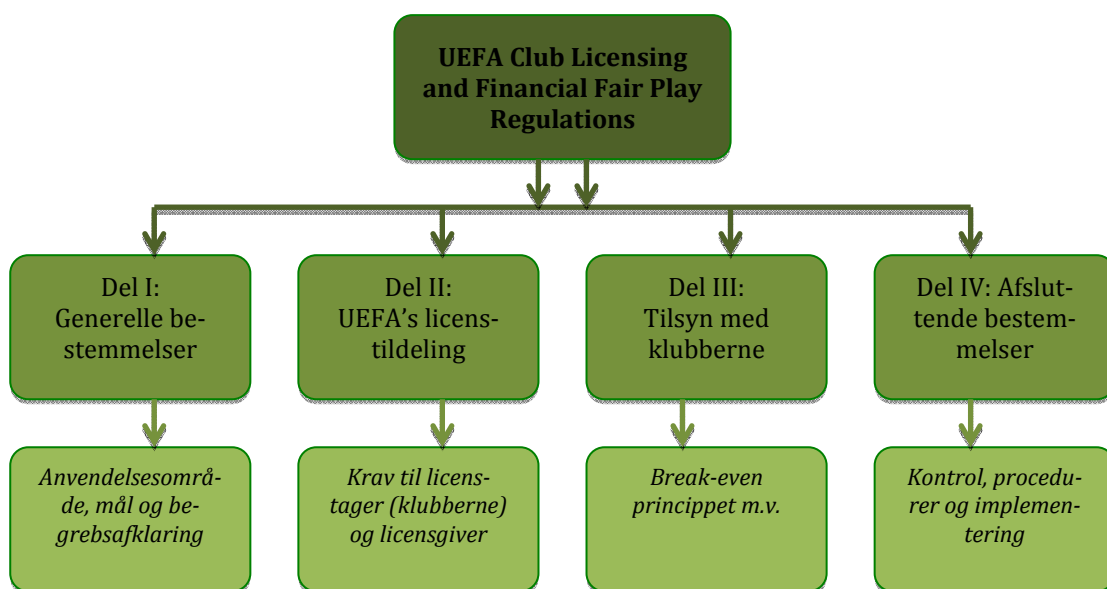 UEFA Club Licensing
and Financial Fair Play
Regulations
Del I:
Generelle be-
stemmelser
Del II:
UEFA's licens-
tildeling
Del III:
Tilsyn med
klubberne
Del IV: Afslut-
tende bestem-
melser
Anvendelsesområ-
de, mål og be-
grebsafklaring
Krav til licens-
tager (klubberne)
og licensgiver
Break-even
princippet m.v.
Kontrol, procedu-
rer og implemen-
tering